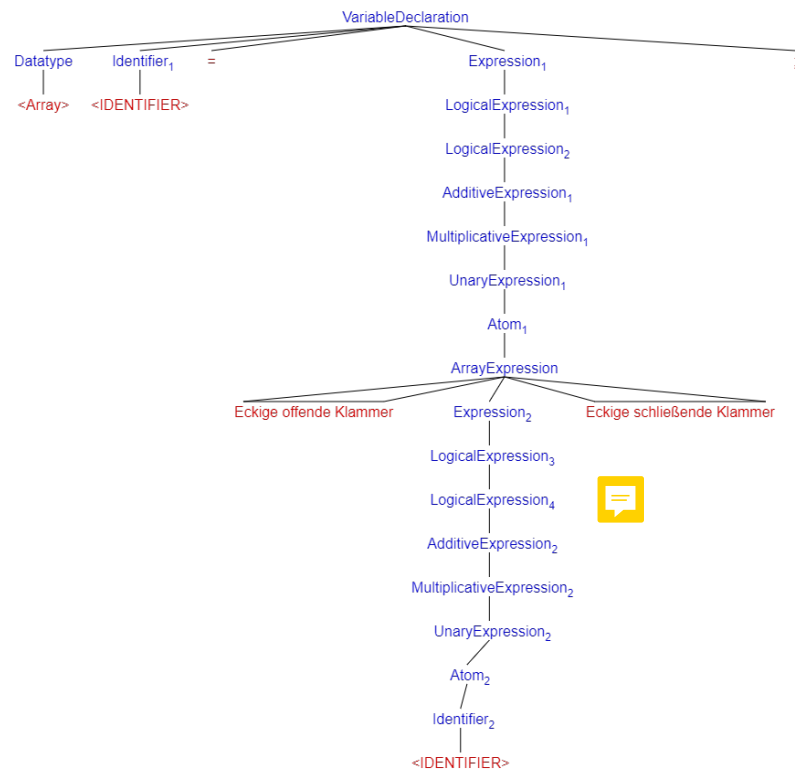 VariableDeclaration
Datatype Identifier1 = Expression1 ;
<Array> <IDENTIFIER> LogicalExpression1
LogicalExpression2
AdditiveExpression1
MultiplicativeExpression1
UnaryExpression1
Atom1
ArrayExpression
Eckige offende Klammer Expression2 Eckige schließende Klammer
LogicalExpression3
LogicalExpression4
AdditiveExpression2
MultiplicativeExpression2
UnaryExpression2
Atom2
Identifier2
<IDENTIFIER>